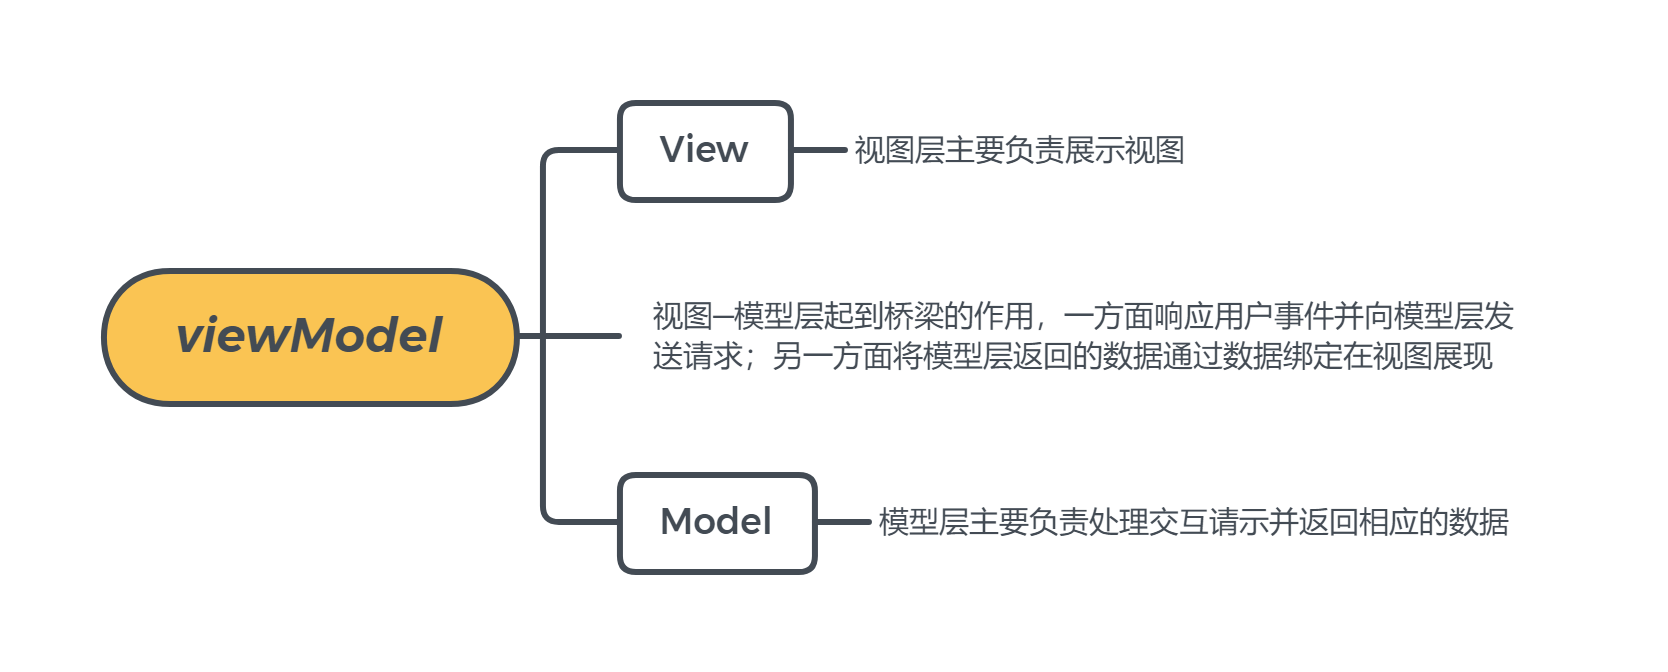 View
视图层主要负责展示视图
viewModel
视图—模型层起到桥梁的作用，一方面响应用户事件并向模型层发
送请求；另一方面将模型层返回的数据通过数据绑定在视图展现
Model
模型层主要负责处理交互请示并返回相应的数据